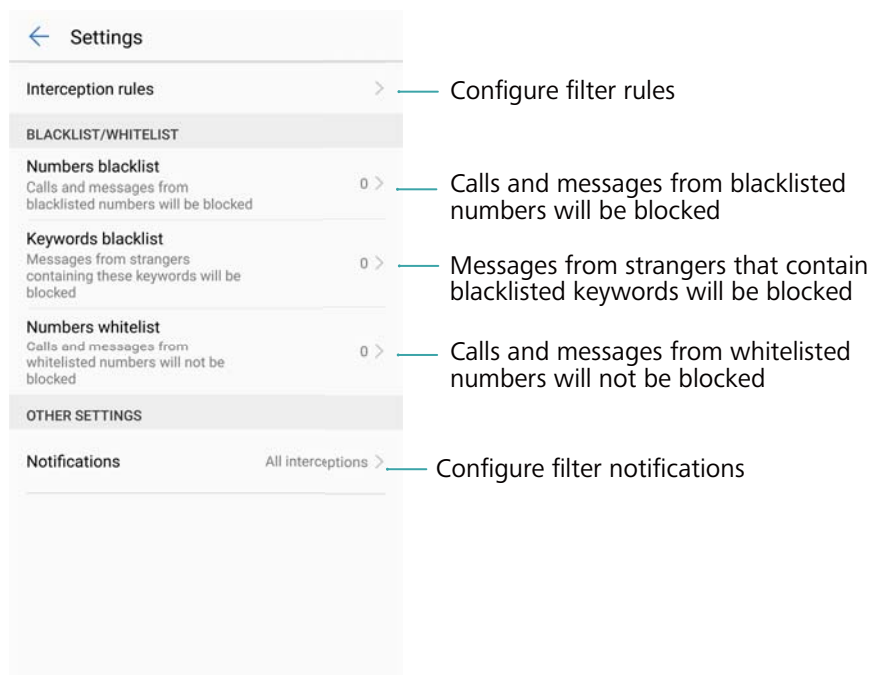 Settings
Interception rules
Configure filter rules
BLACKLIST/WHITELIST
Numbers blacklist
Calls and messages from
blacklisted numbers will be blocked
0
Calls and messages from blacklisted
numbers will be blocked
Keywords blacklist
Messages from strangers
containing these keywords will be
blocked
0
Messages from strangers that contain
blacklisted keywords will be blocked
Numbers whitelist
Calls and messages from
whitelisted numbers will not be
blocked
0
Calls and messages from whitelisted
numbers will not be blocked
OTHER SETTINGS
Notifications
All interceptions
Configure filter notifications